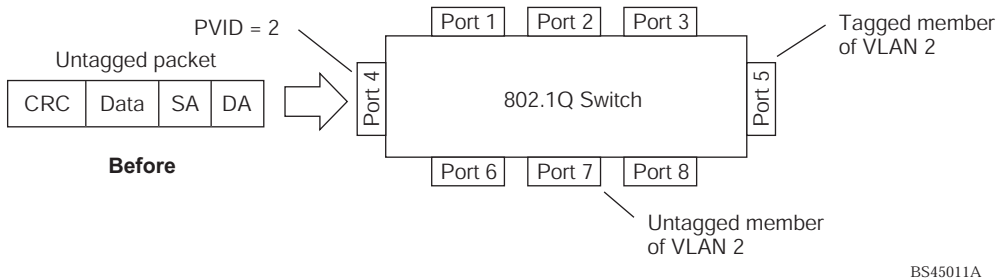 PVID = 2
Port 1
Port 2
Port 3
Tagged member
of VLAN 2
Untagged packet
CRC
Data
SA
DA
Port 4
802.1Q Switch
Port 5
Before
Port 6
Port 7
Port 8
Untagged member
of VLAN 2
BS45011A